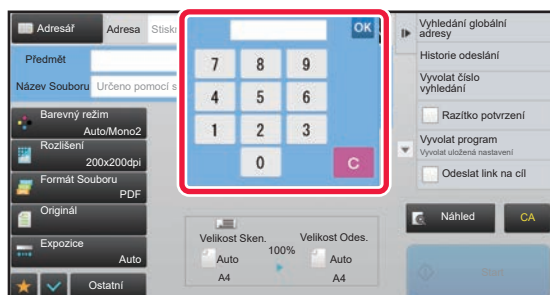 Adresář
Adresa
OK
Vyhledání globální
adresy
Předmět
Historie odeslání
Název Souboru
Určeno pomocí s
7 8 9
Vyvolat číslo
vyhledání
4 5 6
Barevný režim
Auto/Mono2
Razítko potvrzení
1 2 3
Rozlišení
200x200dpi
Vyvolat program
Vyvolat uložená nastavení
0 C
Formát Souboru
PDF
Odeslat link na cíl
Originál
Náhled
CA
Velikost Sken.
100%
Velikost Odes.
Expozice
Auto
Auto
A4
Auto
A4
Ostatní